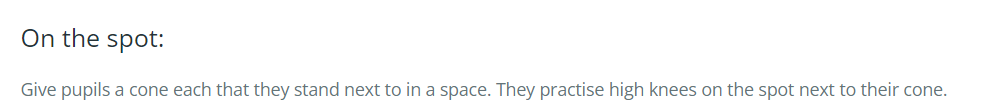 On the spot:
Give pupils a cone each that they stand next to in a space. They practise high knees on the spot next to their cone.